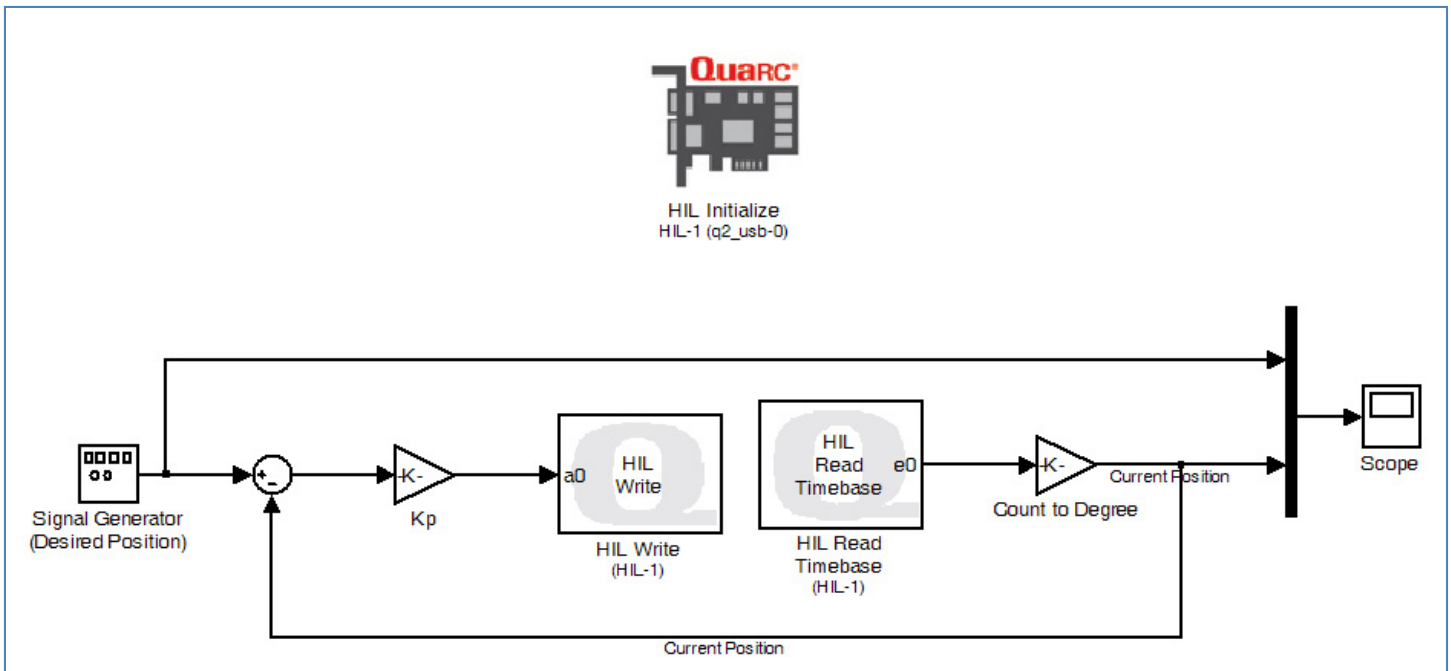 QUARC®
HIL Initialize
HIL-1 (q2_usb-0)
Signal Generator
(Desired Position)
+
-
-K-
Kp
a0
HIL
Write
HIL Write
(HIL-1)
HIL
Read
Timebase
e0
HIL Read
Timebase
(HIL-1)
-K-
Count to Degree
Current Position
Scope
Current Position